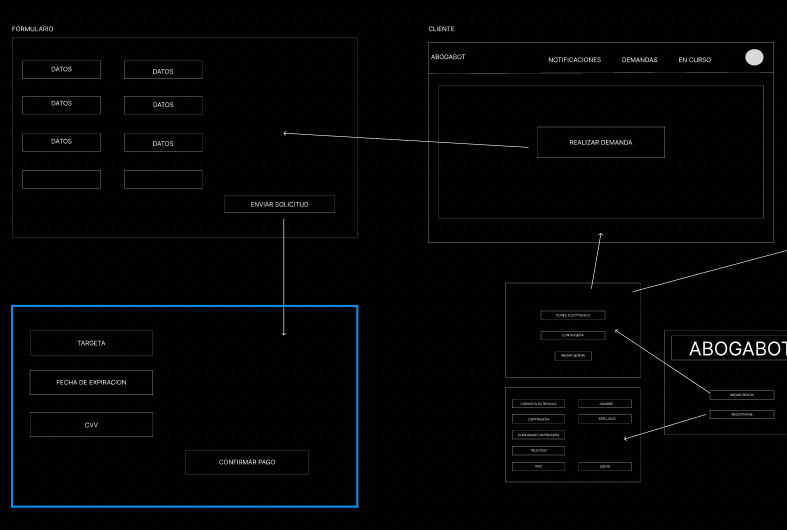 FORMULARIO
DATOS
DATOS
DATOS
DATOS
DATOS
DATOS
ENVIAR SOLICITUD
TARGETA
FECHA DE EXPIRACION
CVV
CONFIRMAR PAGO
CLIENTE
ABOGABOT
NOTIFICACIONES
DEMANDAS
EN CURSO
REALIZAR DEMANDA
CORREO ELECTRONICO
CONTRASEÑA
INICIAR SESION
CORREO ELECTRONICO
NOMBRE
CONTRASEÑA
APELLIDOS
CONFIRMAR CONTRASEÑA
TELEFONO
PAIS
ABOGABOT
INICIAR SESION
REGISTRARSE